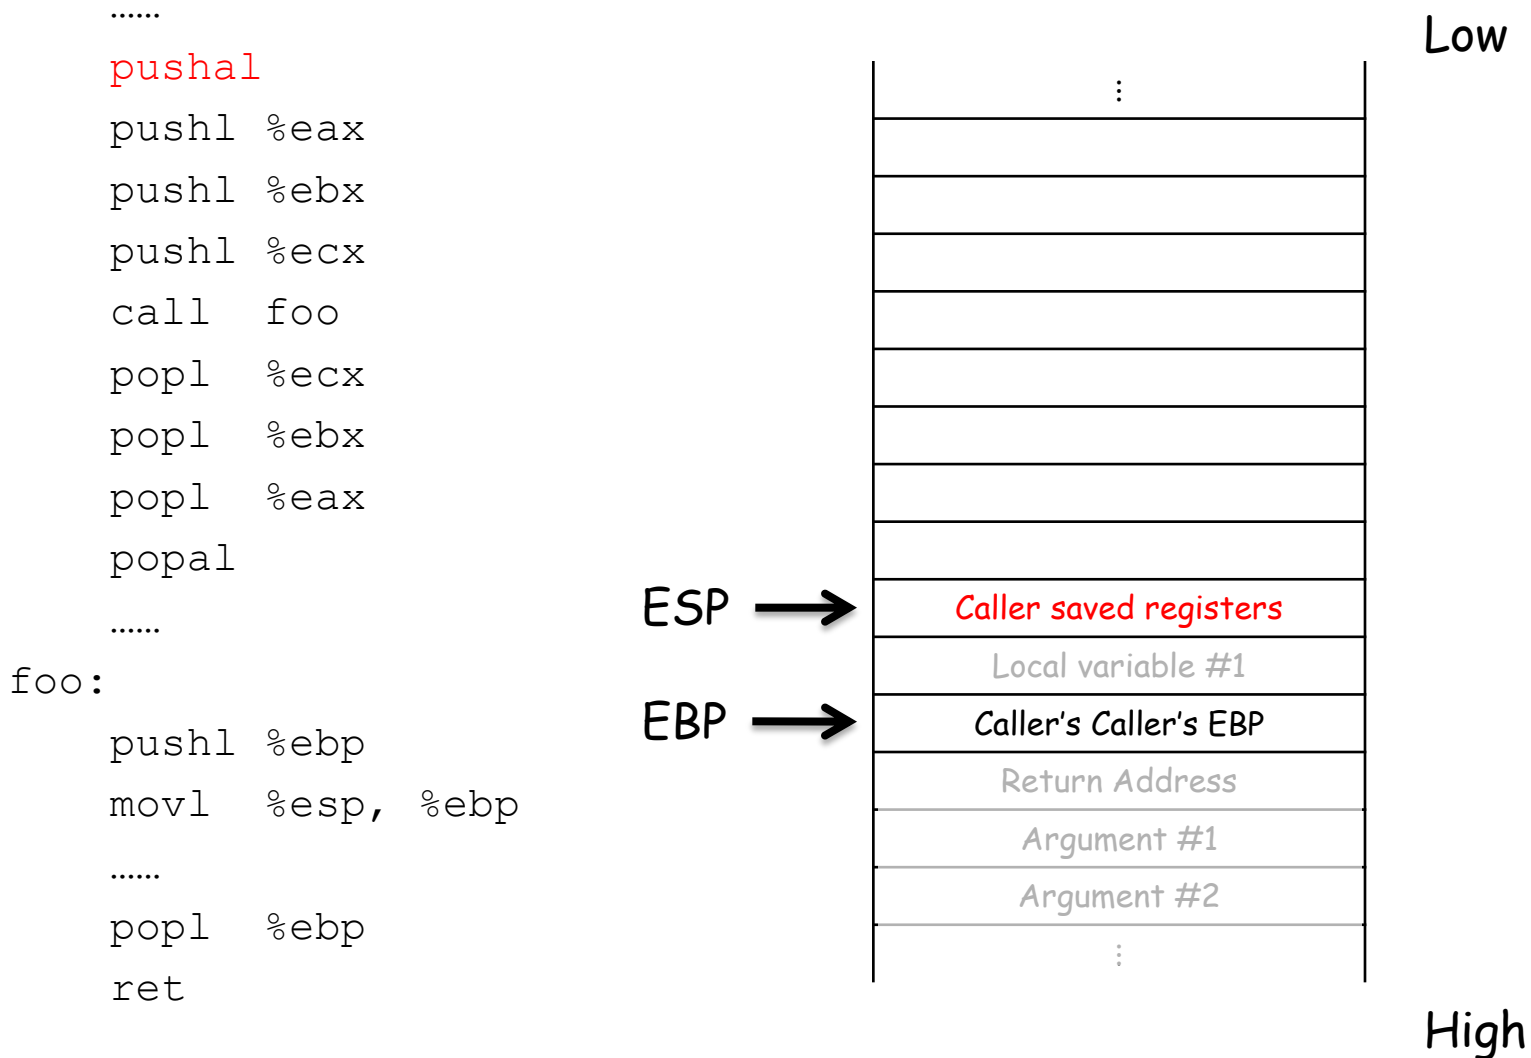 ……
pushal
pushl %eax
pushl %ebx
pushl %ecx
call foo
popl %ecx
popl %ebx
popl %eax
popal
……
foo:
pushl %ebp
movl %esp, %ebp
……
popl %ebp
ret
Low
⋮
ESP
Caller saved registers
Local variable #1
EBP
Caller’s Caller’s EBP
Return Address
Argument #1
Argument #2
⋮
High